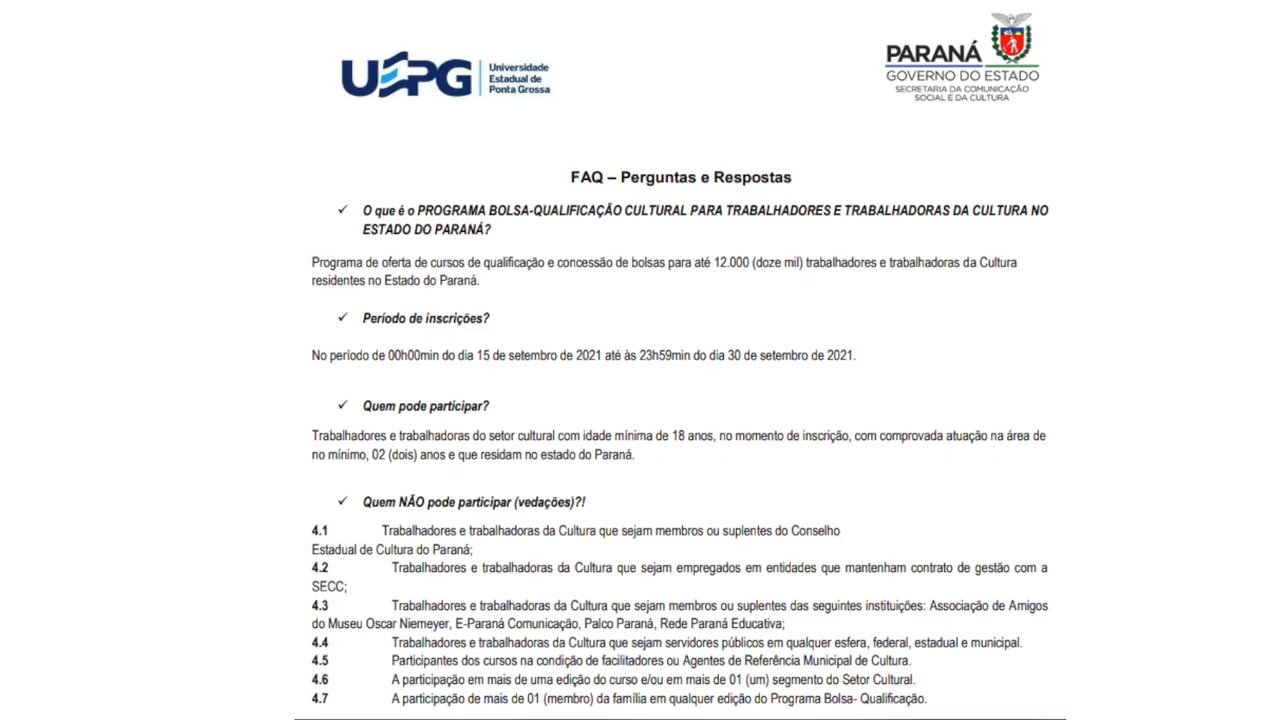 UEPG
Universidade
Estadual de
Ponta Grossa
PARANÁ
GOVERNO DO ESTADO
SECRETARIA DA COMUNICAÇÃO
SOCIAL E DA CULTURA
FAQ – Perguntas e Respostas
✓ O que é o PROGRAMA BOLSA-QUALIFICAÇÃO CULTURAL PARA TRABALHADORES E TRABALHADORAS DA CULTURA NO
ESTADO DO PARANÁ?
Programa de oferta de cursos de qualificação e concessão de bolsas para até 12.000 (doze mil) trabalhadores e trabalhadoras da Cultura
residentes no Estado do Paraná.
✓ Período de inscrições?
No período de 00h00min do dia 15 de setembro de 2021 até às 23h59min do dia 30 de setembro de 2021.
✓ Quem pode participar?
Trabalhadores e trabalhadoras do setor cultural com idade mínima de 18 anos, no momento de inscrição, com comprovada atuação na área de
no mínimo, 02 (dois) anos e que residam no estado do Paraná.
✓ Quem NÃO pode participar (vedações)?!
4.1 Trabalhadores e trabalhadoras da Cultura que sejam membros ou suplentes do Conselho
Estadual de Cultura do Paraná;
4.2 Trabalhadores e trabalhadoras da Cultura que sejam empregados em entidades que mantenham contrato de gestão com a
SECC;
4.3 Trabalhadores e trabalhadoras da Cultura que sejam membros ou suplentes das seguintes instituições: Associação de Amigos
do Museu Oscar Niemeyer, E-Paraná Comunicação, Palco Paraná, Rede Paraná Educativa;
4.4 Trabalhadores e trabalhadoras da Cultura que sejam servidores públicos em qualquer esfera, federal, estadual e municipal.
4.5 Participantes dos cursos na condição de facilitadores ou Agentes de Referência Municipal de Cultura.
4.6 A participação em mais de uma edição do curso e/ou em mais de 01 (um) segmento do Setor Cultural.
4.7 A participação de mais de 01 (membro) da família em qualquer edição do Programa Bolsa- Qualificação.